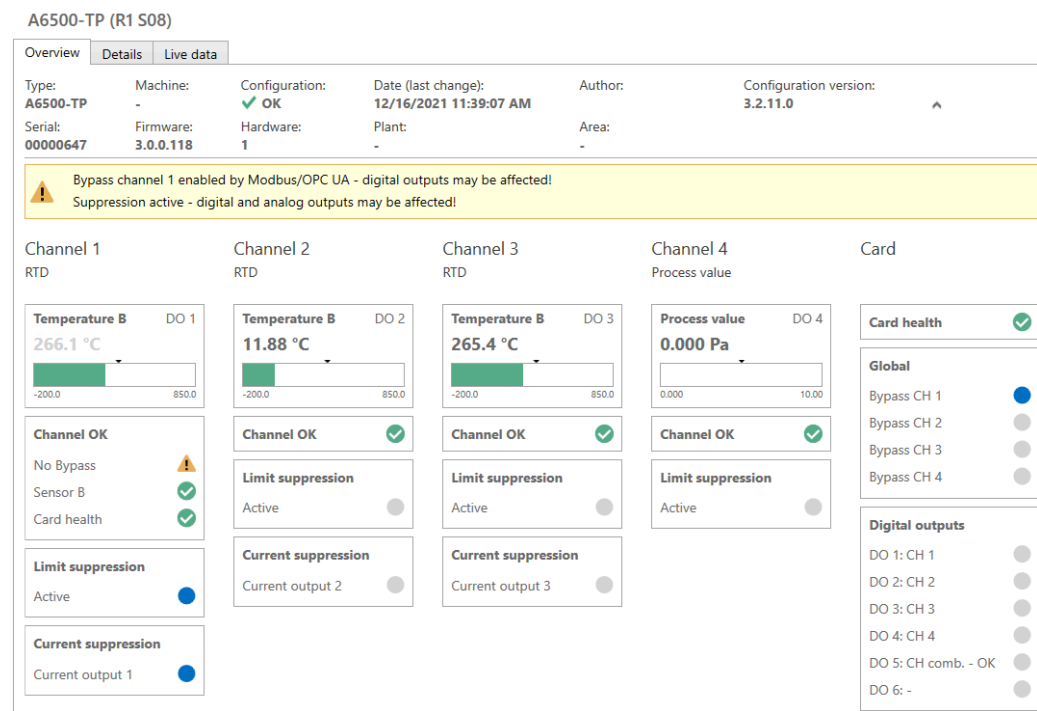 A6500-TP (R1 S08)
Overview Details Live data
Type: Machine: Configuration: Date (last change): Author: Configuration version:
A6500-TP - OK 12/16/2021 11:39:07 AM 3.2.11.0
Serial: Firmware: Hardware: Plant: Area:
00000647 3.0.0.118 1 - -
Bypass channel 1 enabled by Modbus/OPC UA - digital outputs may be affected!
Suppression active - digital and analog outputs may be affected!
Channel 1
RTD
Temperature B DO 1
266.1 °C
-200.0 850.0
Channel OK
No Bypass
Sensor B
Card health
Limit suppression
Active
Current suppression
Current output 1
Channel 2
RTD
Temperature B DO 2
11.88 °C
-200.0 850.0
Channel OK
Limit suppression
Active
Current suppression
Current output 2
Channel 3
RTD
Temperature B DO 3
265.4 °C
-200.0 850.0
Channel OK
Limit suppression
Active
Current suppression
Current output 3
Channel 4
Process value
Process value DO 4
0.000 Pa
0.000 10.00
Channel OK
Limit suppression
Active
Card
Card health
Global
Bypass CH 1
Bypass CH 2
Bypass CH 3
Bypass CH 4
Digital outputs
DO 1: CH 1
DO 2: CH 2
DO 3: CH 3
DO 4: CH 4
DO 5: CH comb. - OK
DO 6: -